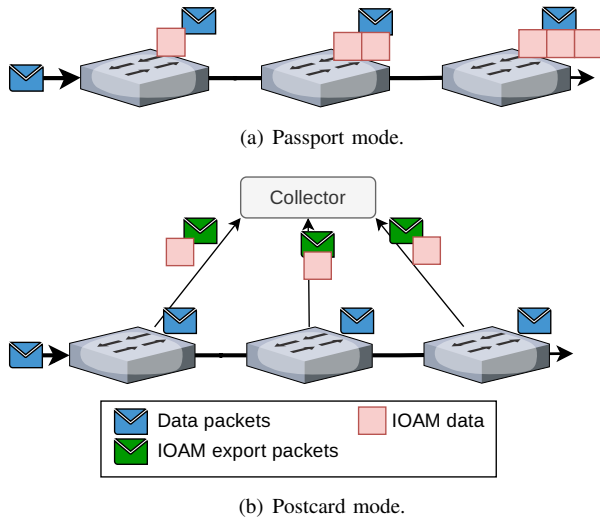 (a) Passport mode.
Collector
Data packets
IOAM data
IOAM export packets
(b) Postcard mode.